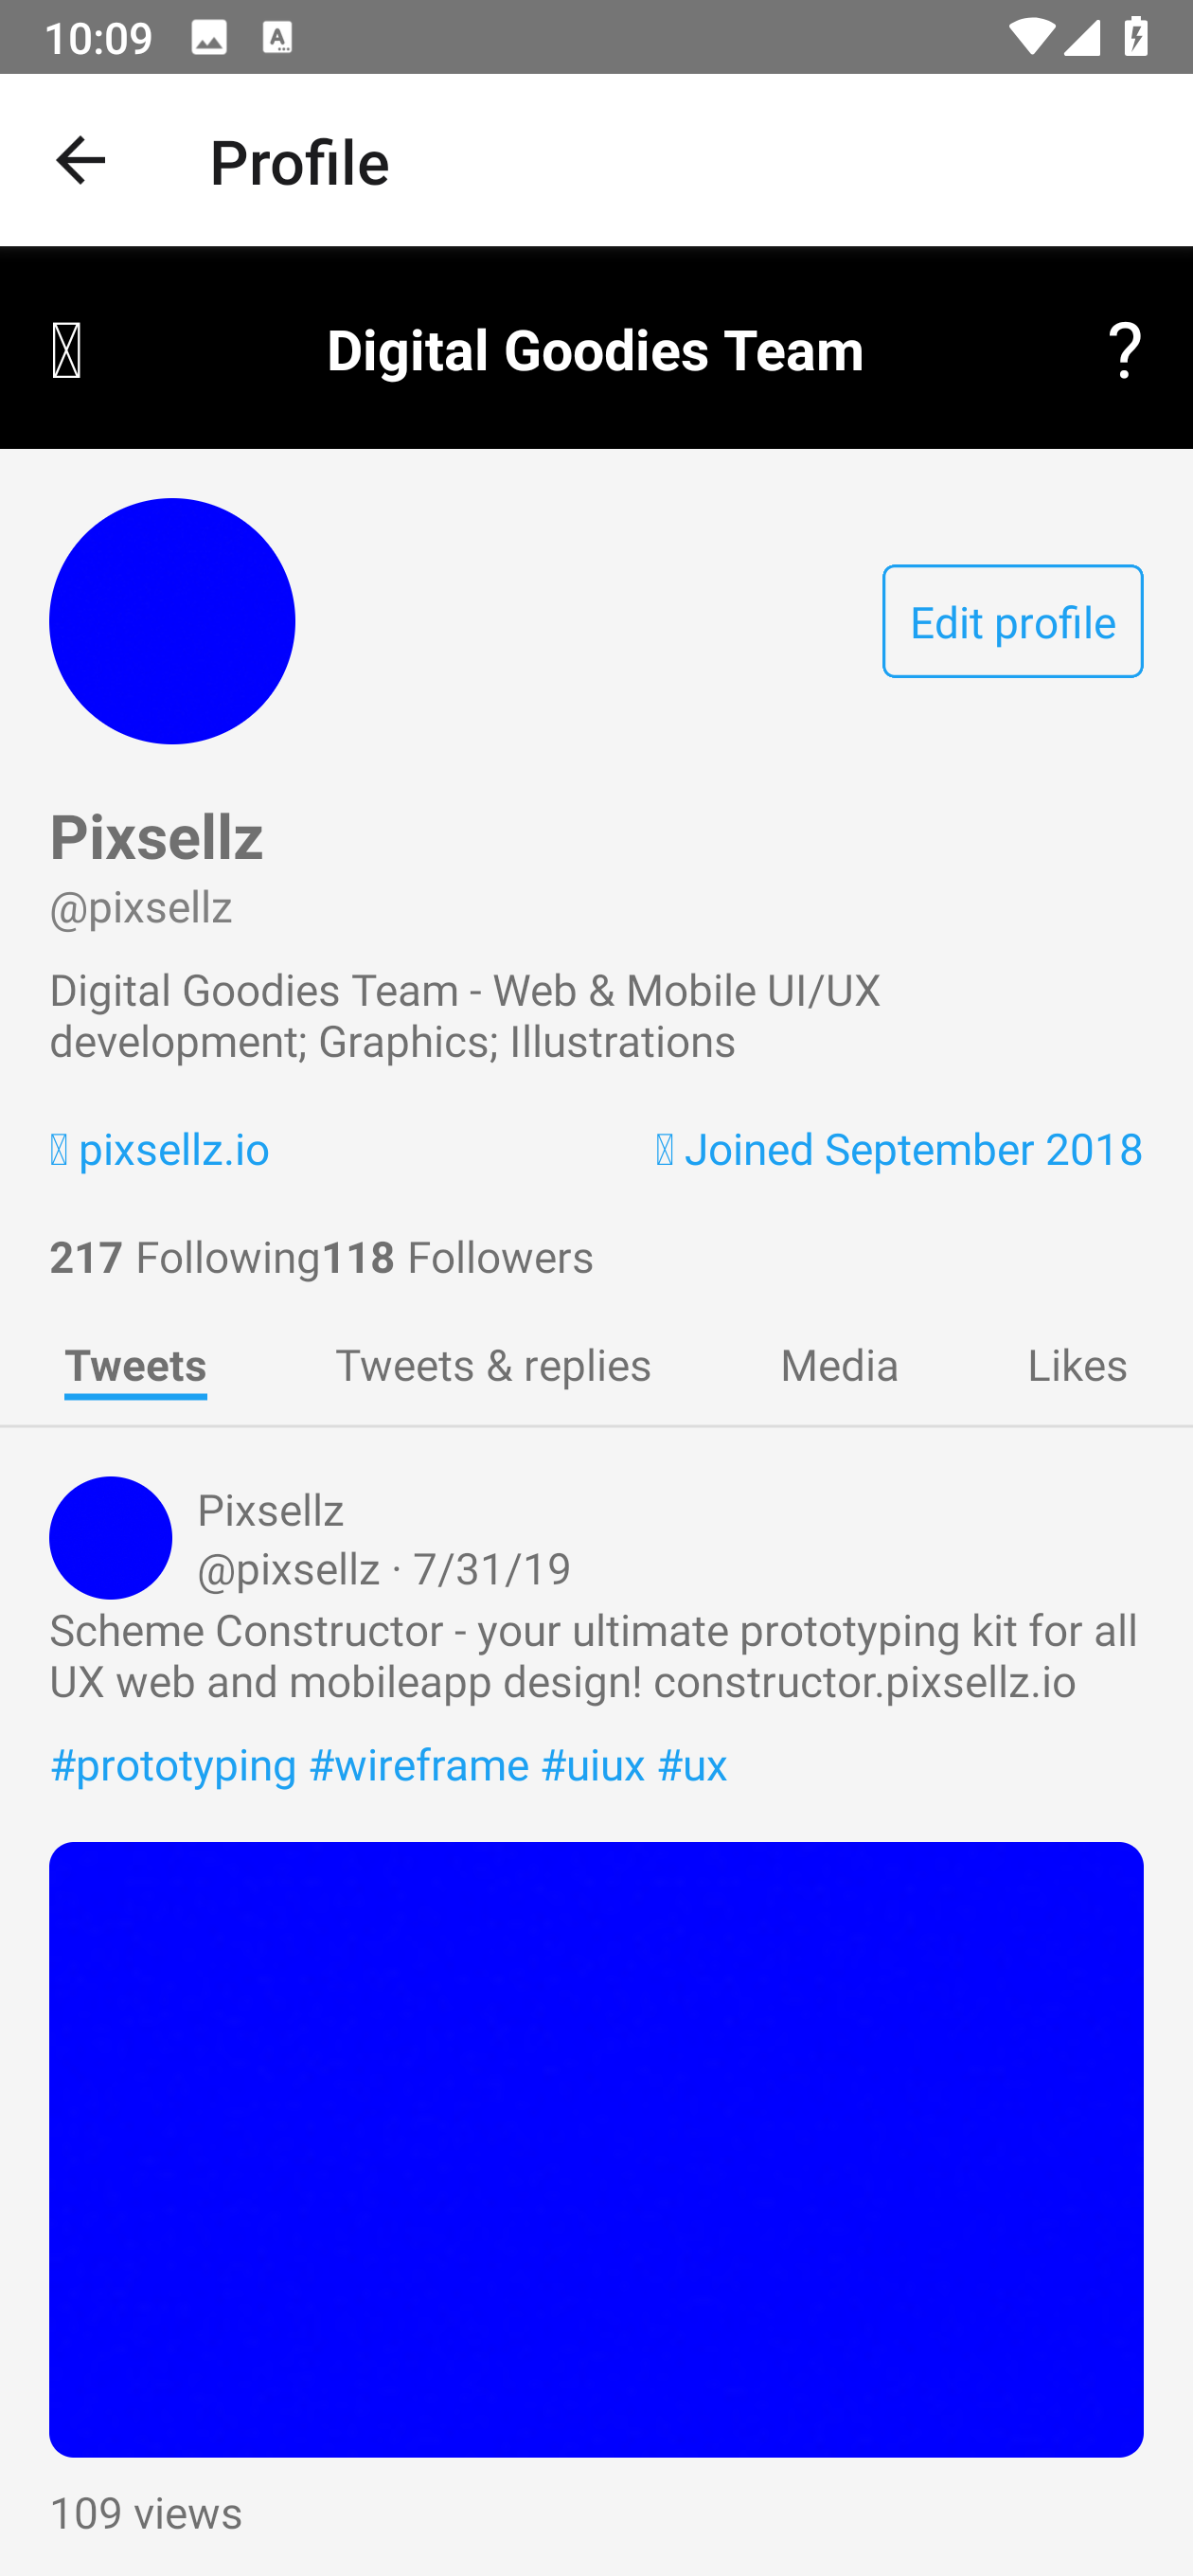 10:09
Profile
Digital Goodies Team
?
Edit profile
Pixsellz
@pixsellz
Digital Goodies Team - Web & Mobile UI/UX
development; Graphics; Illustrations
pixsellz.io
Joined September 2018
217 Following118 Followers
Tweets
Tweets & replies
Media
Likes
Pixsellz
@pixsellz · 7/31/19
Scheme Constructor - your ultimate prototyping kit for all
UX web and mobileapp design! constructor.pixsellz.io
#prototyping #wireframe #uiux #ux
109 views